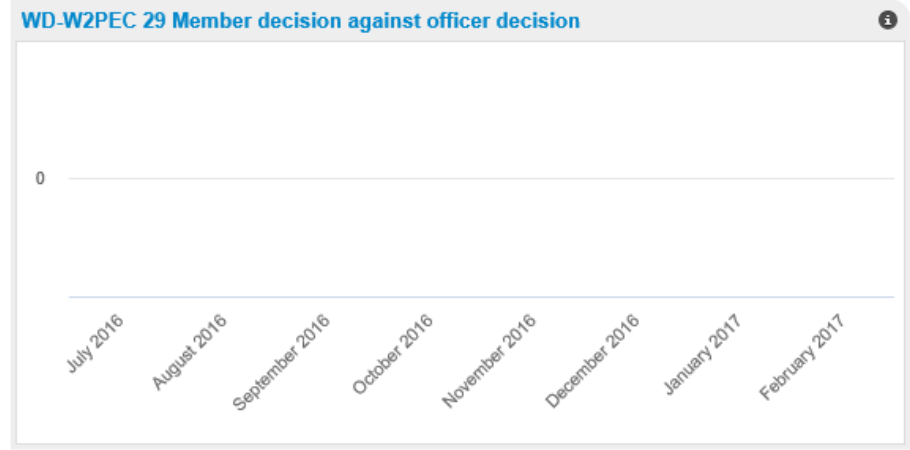 WD-W2PEC 29 Member decision against officer decision
0
July 2016
August 2016
September 2016
October 2016
November 2016
December 2016
January 2017
February 2017